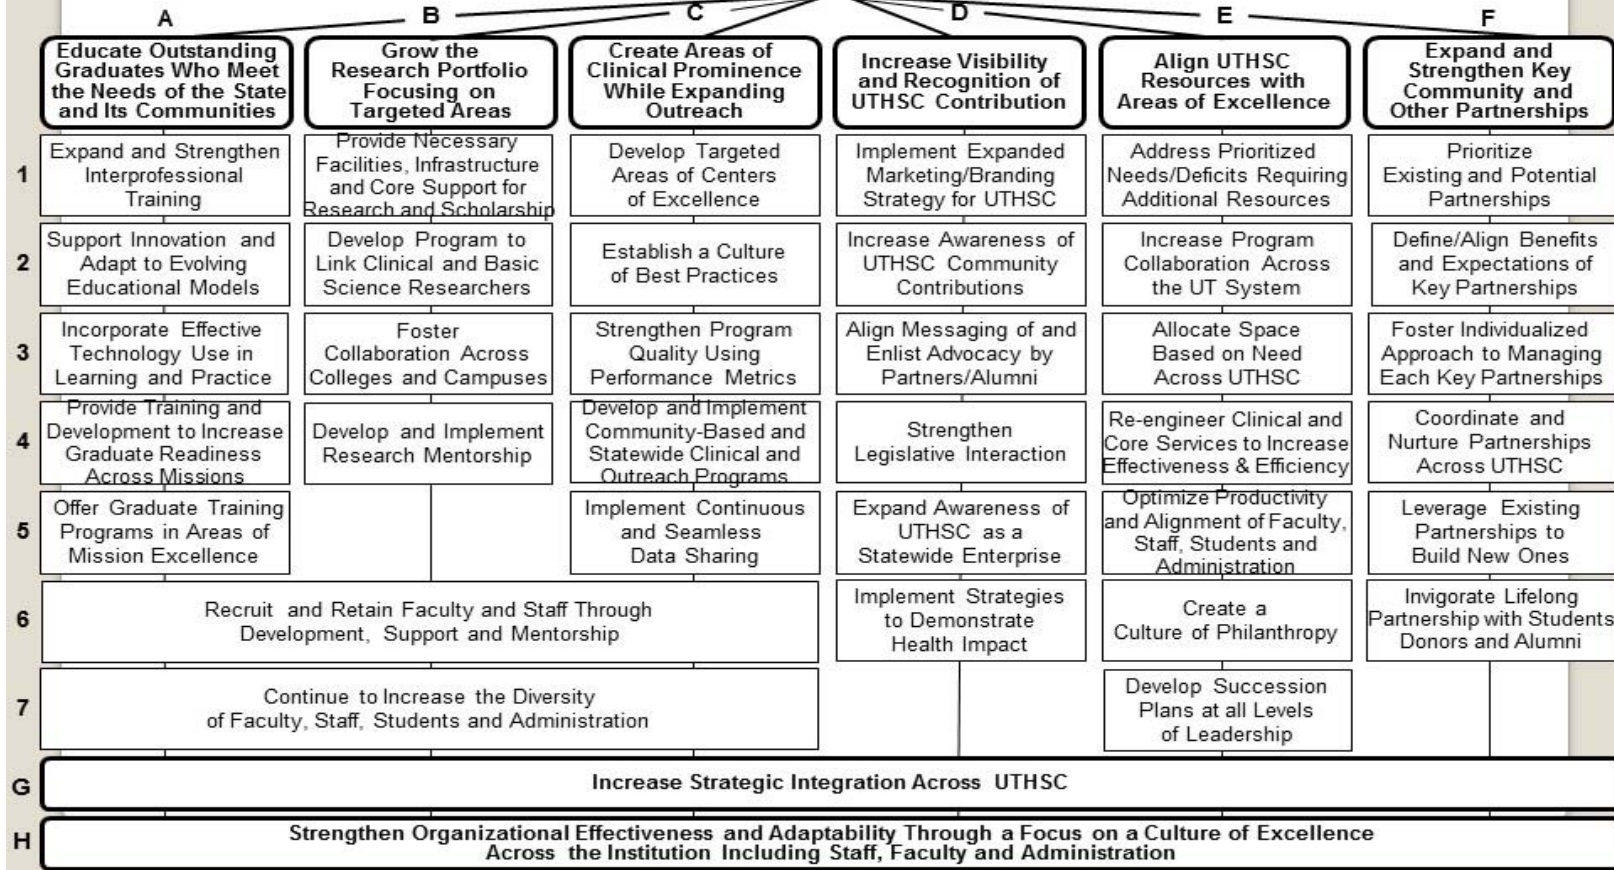 A
B
C
D
E
F
Educate Outstanding
Graduates Who Meet
the Needs of the State
and Its Communities
Grow the
Research Portfolio
Focusing on
Targeted Areas
Create Areas of
Clinical Prominence
While Expanding
Outreach
Increase Visibility
and Recognition of
UTHSC Contribution
Align UTHSC
Resources with
Areas of Excellence
Expand and
Strengthen Key
Community and
Other Partnerships
1
Expand and Strengthen
Interprofessional
Training
Provide Necessary
Facilities, Infrastructure
and Core Support for
Research and Scholarship
Develop Targeted
Areas of Centers
of Excellence
Implement Expanded
Marketing/Branding
Strategy for UTHSC
Address Prioritized
Needs/Deficits Requiring
Additional Resources
Prioritize
Existing and Potential
Partnerships
2
Support Innovation and
Adapt to Evolving
Educational Models
Develop Program to
Link Clinical and Basic
Science Researchers
Establish a Culture
of Best Practices
Increase Awareness of
UTHSC Community
Contributions
Increase Program
Collaboration Across
the UT System
Define/Align Benefits
and Expectations of
Key Partnerships
3
Incorporate Effective
Technology Use in
Learning and Practice
Foster
Collaboration Across
Colleges and Campuses
Strengthen Program
Quality Using
Performance Metrics
Align Messaging of and
Enlist Advocacy by
Partners/Alumni
Allocate Space
Based on Need
Across UTHSC
Foster Individualized
Approach to Managing
Each Key Partnerships
4
Provide Training and
Development to Increase
Graduate Readiness
Across Missions
Develop and Implement
Research Mentorship
Develop and Implement
Community-Based and
Statewide Clinical and
Outreach Programs
Strengthen
Legislative Interaction
Re-engineer Clinical and
Core Services to Increase
Effectiveness & Efficiency
Coordinate and
Nurture Partnerships
Across UTHSC
5
Offer Graduate Training
Programs in Areas of
Mission Excellence
Implement Continuous
and Seamless
Data Sharing
Expand Awareness of
UTHSC as a
Statewide Enterprise
Optimize Productivity
and Alignment of Faculty,
Staff, Students and
Administration
Leverage Existing
Partnerships to
Build New Ones
6
Recruit and Retain Faculty and Staff Through
Development, Support and Mentorship
Implement Strategies
to Demonstrate
Health Impact
Create a
Culture of Philanthropy
Invigorate Lifelong
Partnership with Students
Donors and Alumni
7
Continue to Increase the Diversity
of Faculty, Staff, Students and Administration
Develop Succession
Plans at all Levels
of Leadership
G
Increase Strategic Integration Across UTHSC
H
Strengthen Organizational Effectiveness and Adaptability Through a Focus on a Culture of Excellence
Across the Institution Including Staff, Faculty and Administration